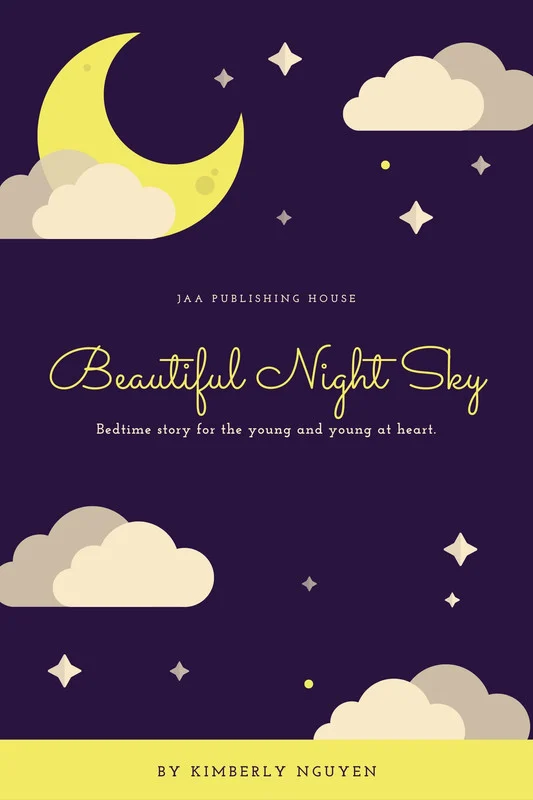 JAA PUBLISHING HOUSE
Beautiful Night Sky
Bedtime story for the young and young at heart.
BY KIMBERLY NGUYEN